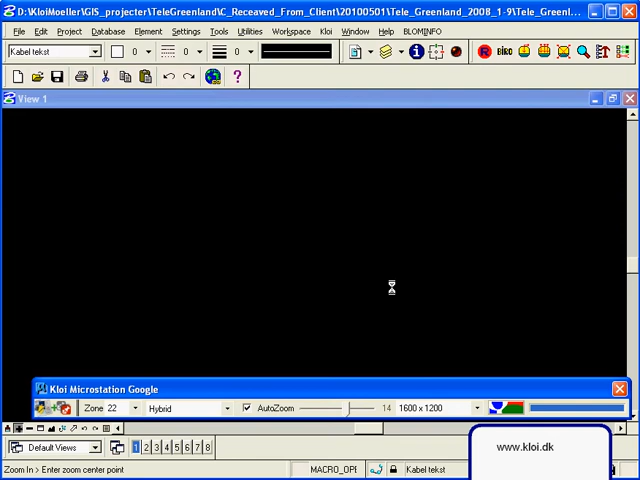 D:\KloiMoeller\GIS_projecter\TeleGreenland\C_Receaved_From_Client\20100501\Tele_Greenland_2008_1-9\Tele_Greenl...
File Edit Project Database Element Settings Tools Utilities Workspace Kloi Window Help BLOMINFO
Kabel tekst 0 0 0 R BIRO
View 1
Kloi Microstation Google
Zone 22 Hybrid AutoZoom 14 1600 x 1200
Default Views 1 2 3 4 5 6 7 8
www.kloi.dk
Zoom In > Enter zoom center point MACRO_OPE Kabel tekst